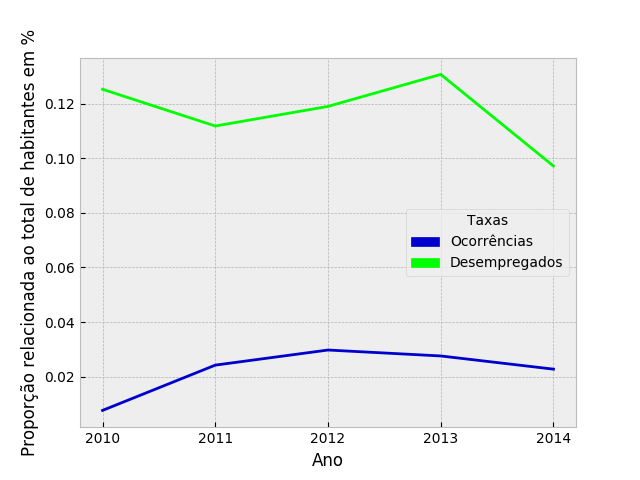 Proporção relacionada ao total de habitantes em %
0.12
0.10
0.08
0.06
0.04
0.02
Taxas
Ocorrências
Desempregados
2010 2011 2012 2013 2014
Ano